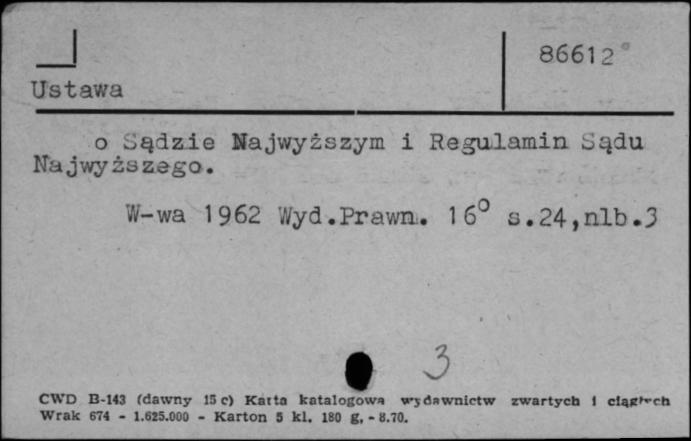 86612
Ustawa
o Sądzie Najwyższym i Regulamin Sądu
Najwyższego.
W-wa 1962 Wyd.Prawn. 16° s.24,nlb.3
3
CWD B-143 (dawny 15 c) Karta katalogowa wydawnictw zwartych i ciągłych
Wrak 674 - 1.625.000 - Karton 5 kl. 180 g. - 8.70.